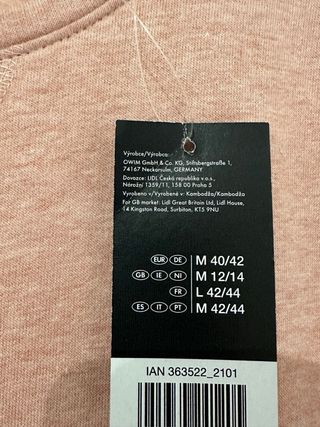 Výrobce/Výrobca:
OWIM GmbH & Co. KG, Stiftsbergstraße 1,
74167 Neckarsulm, GERMANY
Dovozce: LIDL Česká republika v.o.s.,
Nárožní 1359/11, 158 00 Praha 5
Vyrobeno v/Vyrobené v: Kambodža/Kambodža
For GB market: Lidl Great Britain Ltd, Lidl House,
14 Kingston Road, Surbiton, KT5 9NU
EUR DE M 40/42
GB IE NI M 12/14
FR L 42/44
ES IT PT M 42/44
IAN 363522_2101